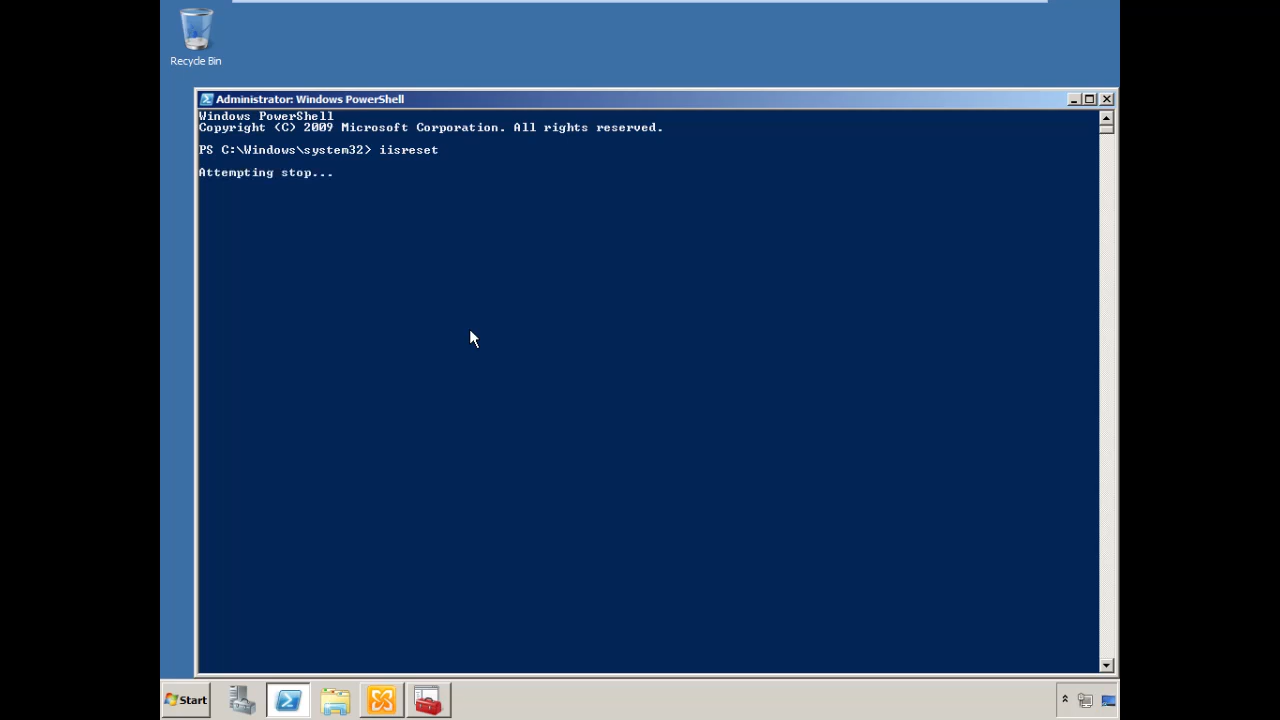 Recycle Bin
Administrator: Windows PowerShell
Windows PowerShell
Copyright (C) 2009 Microsoft Corporation. All rights reserved.
PS C:\Windows\system32> iisreset
Attempting stop...
Start